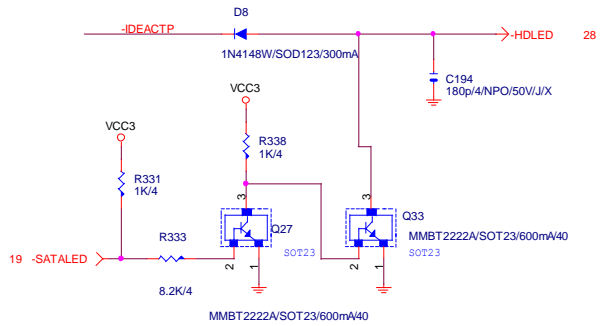 D8
-IDEACTP
-HDLED 28
1N4148W/SOD123/300mA
C194
180p/4/NPO/50V/J/X
VCC3
VCC3
R338
1K/4
R331
1K/4
3
3
Q27
Q33
MMBT2222A/SOT23/600mA/40
SOT23
SOT23
R333
19 -SATALED
2
1
2
1
8.2K/4
MMBT2222A/SOT23/600mA/40